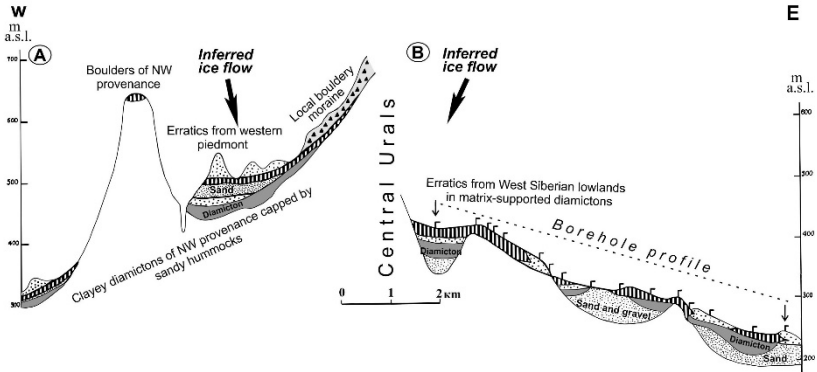 W
E
m
a.s.l.
A
Inferred
ice flow
B
Inferred
ice flow
m
a.s.l.
700
600
500
400
300
Boulders of NW
provenance
Erratics from western
piedmont
Local bouldery
moraine
Sand
Diamicton
Clayey diamictons of NW provenance capped by
sandy hummocks
Central Urals
Erratics from West Siberian lowlands
in matrix-supported diamictons
Borehole profile
Diamicton
Sand and gravel
Diamicton
Sand
0 1 2 км
600
500
400
300
200